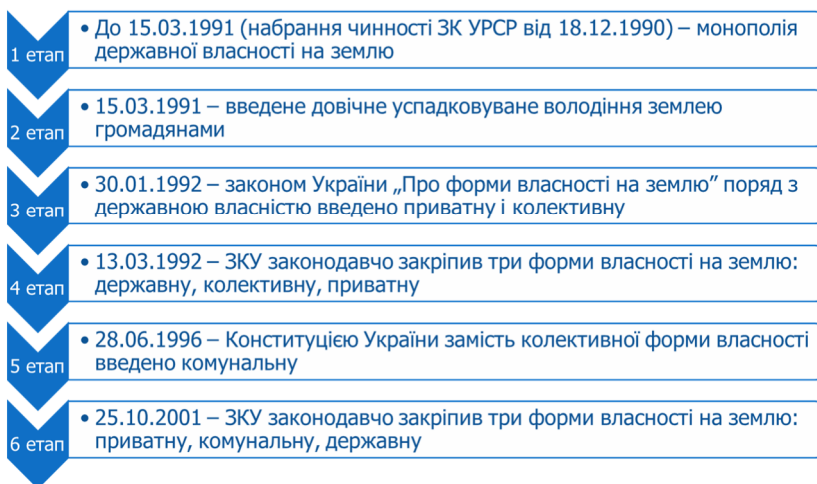 1 етап
• До 15.03.1991 (набрання чинності ЗК УРСР від 18.12.1990) – монополія
державної власності на землю
2 етап
• 15.03.1991 – введене довічне успадковуване володіння землею
громадянами
3 етап
• 30.01.1992 – законом України „Про форми власності на землю” поряд з
державною власністю введено приватну і колективну
4 етап
• 13.03.1992 – ЗКУ законодавчо закріпив три форми власності на землю:
державну, колективну, приватну
5 етап
• 28.06.1996 – Конституцією України замість колективної форми власності
введено комунальну
6 етап
• 25.10.2001 – ЗКУ законодавчо закріпив три форми власності на землю:
приватну, комунальну, державну